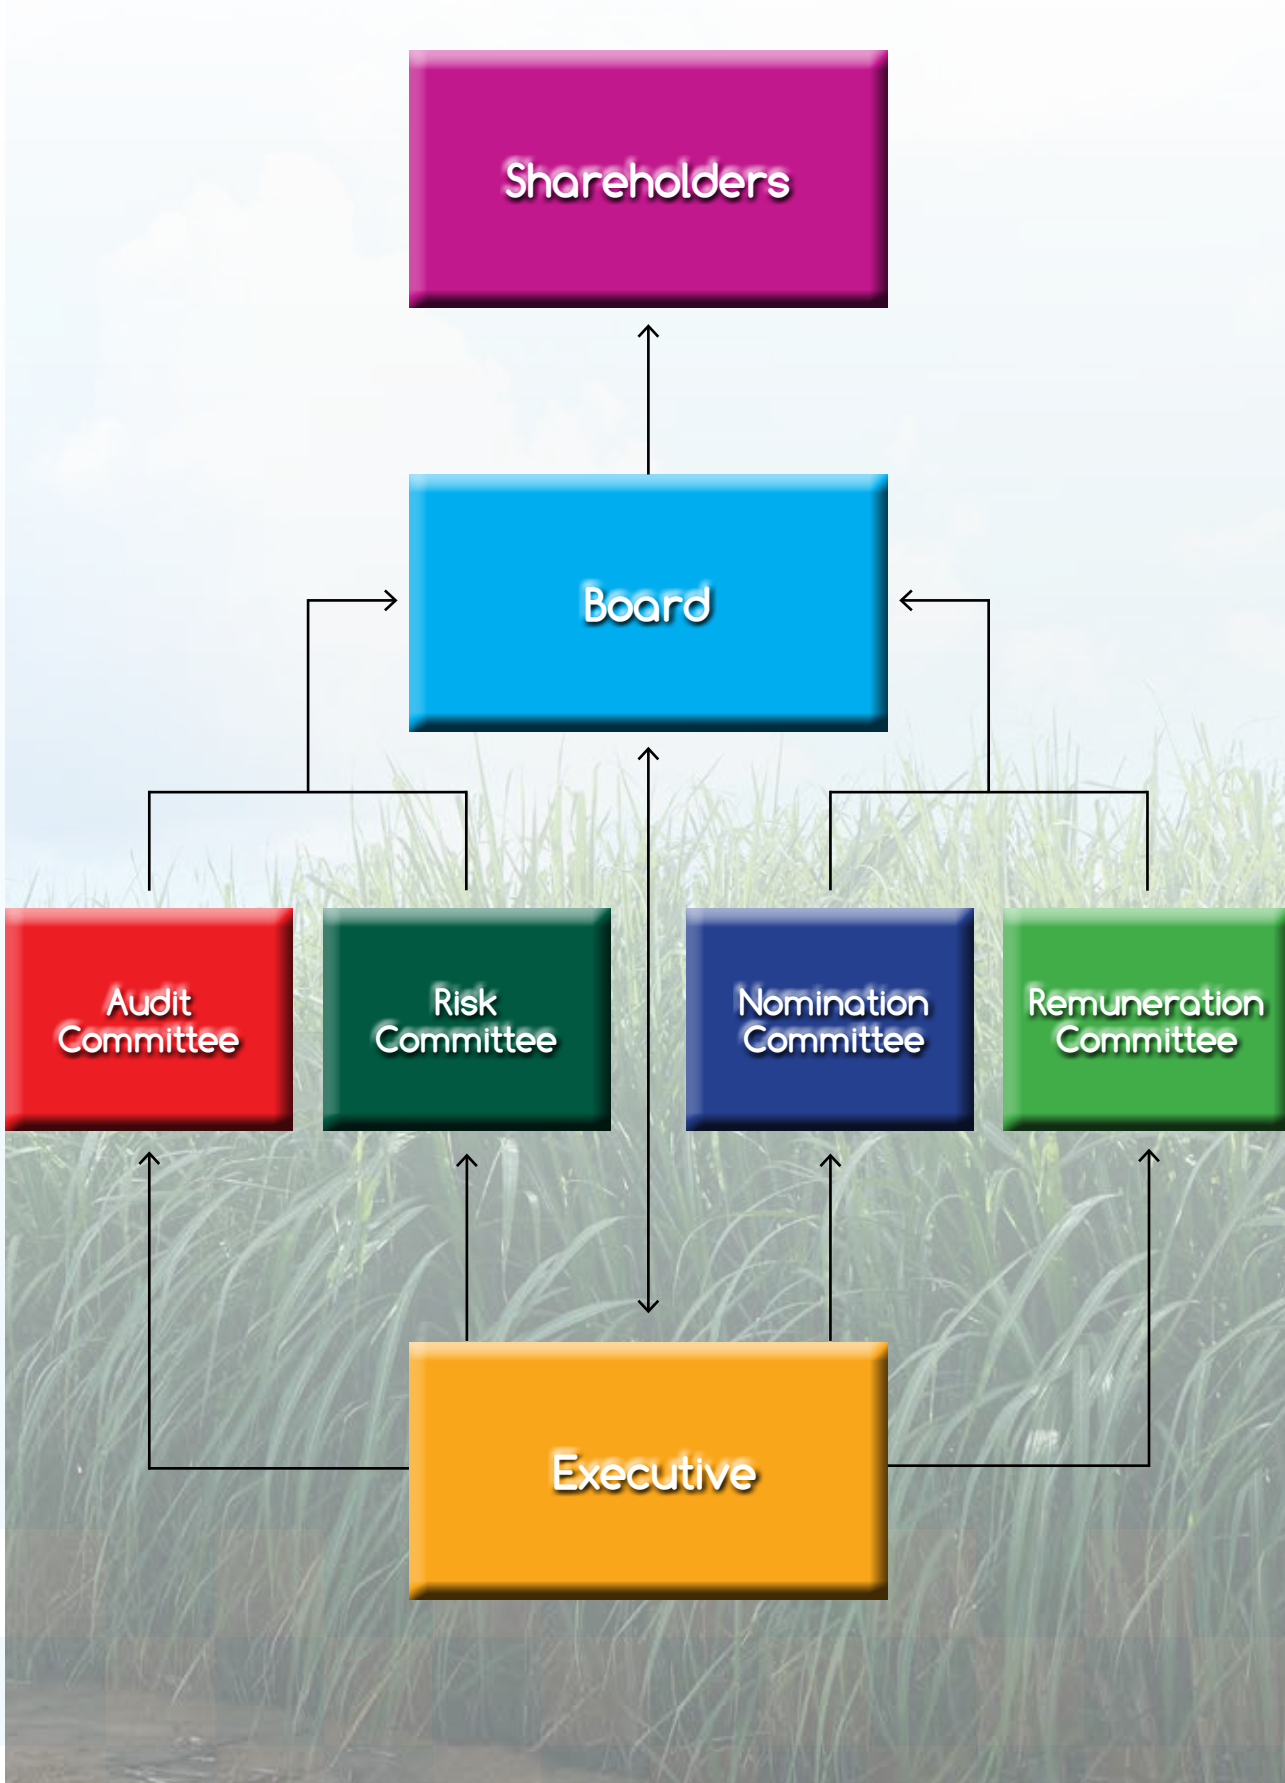 Shareholders
Board
Audit
Committee
Risk
Committee
Nomination
Committee
Remuneration
Committee
Executive